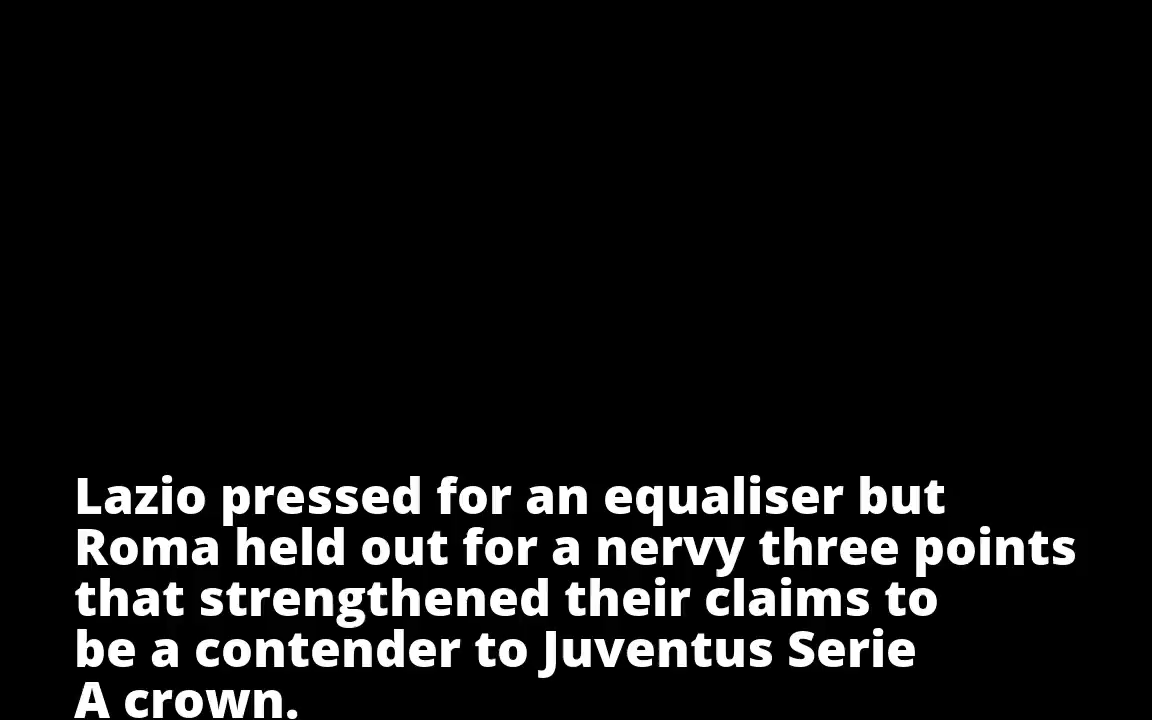 Lazio pressed for an equaliser but
Roma held out for a nervy three points
that strengthened their claims to
be a contender to Juventus Serie
A crown.